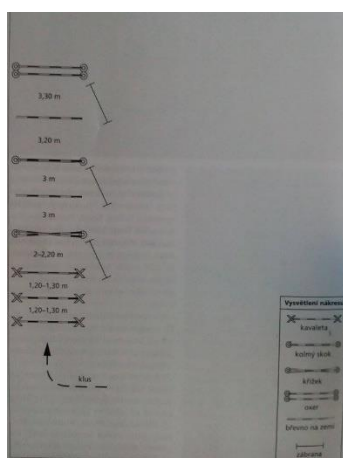 3,30 m
3,20 m
3 m
3 m
2–2,20 m
1,20–1,30 m
1,20–1,30 m
klus
Vysvětlení nákresu
kavaleta
kolmý skok
křížek
oxer
břevno na zemi
zábrana